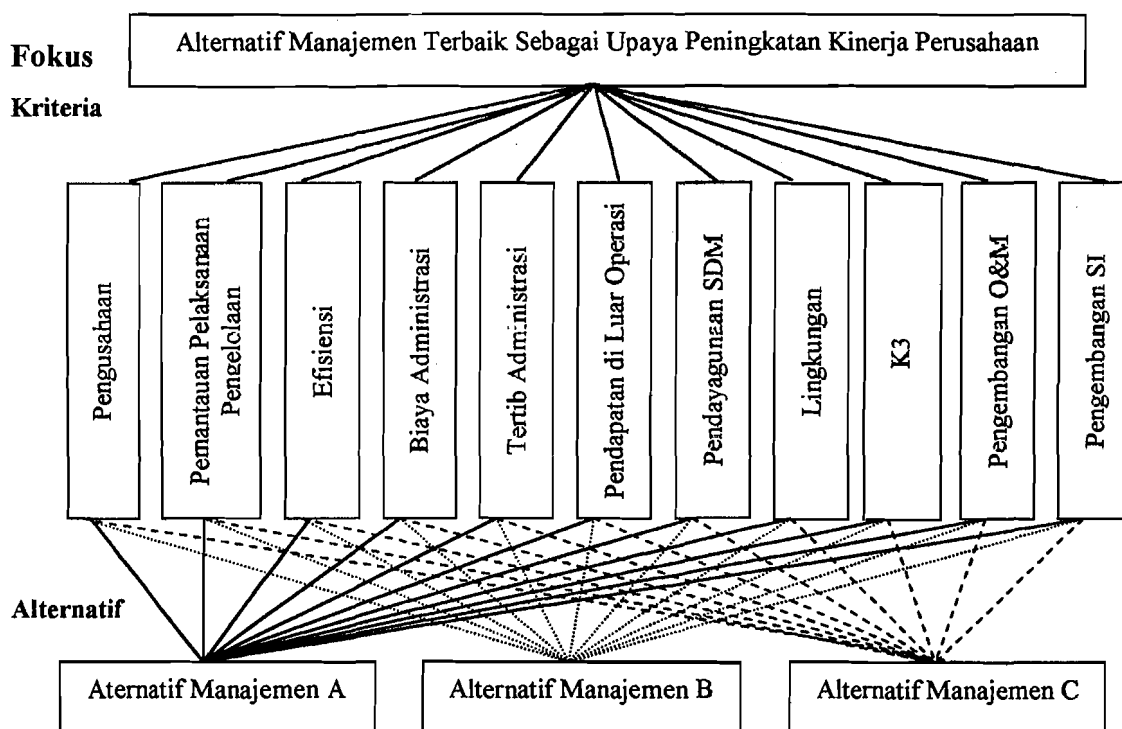 Fokus
Alternatif Manajemen Terbaik Sebagai Upaya Peningkatan Kinerja Perusahaan
Kriteria
Pengusahaan
Pemantauan Pelaksanaan
Pengelolaan
Efisiensi
Biaya Administrasi
Tertib Administrasi
Pendapatan di Luar Operasi
Pendayagunaan SDM
Lingkungan
K3
Pengembangan O&M
Pengembangan SI
Alternatif
Aternatif Manajemen A
Alternatif Manajemen B
Alternatif Manajemen C